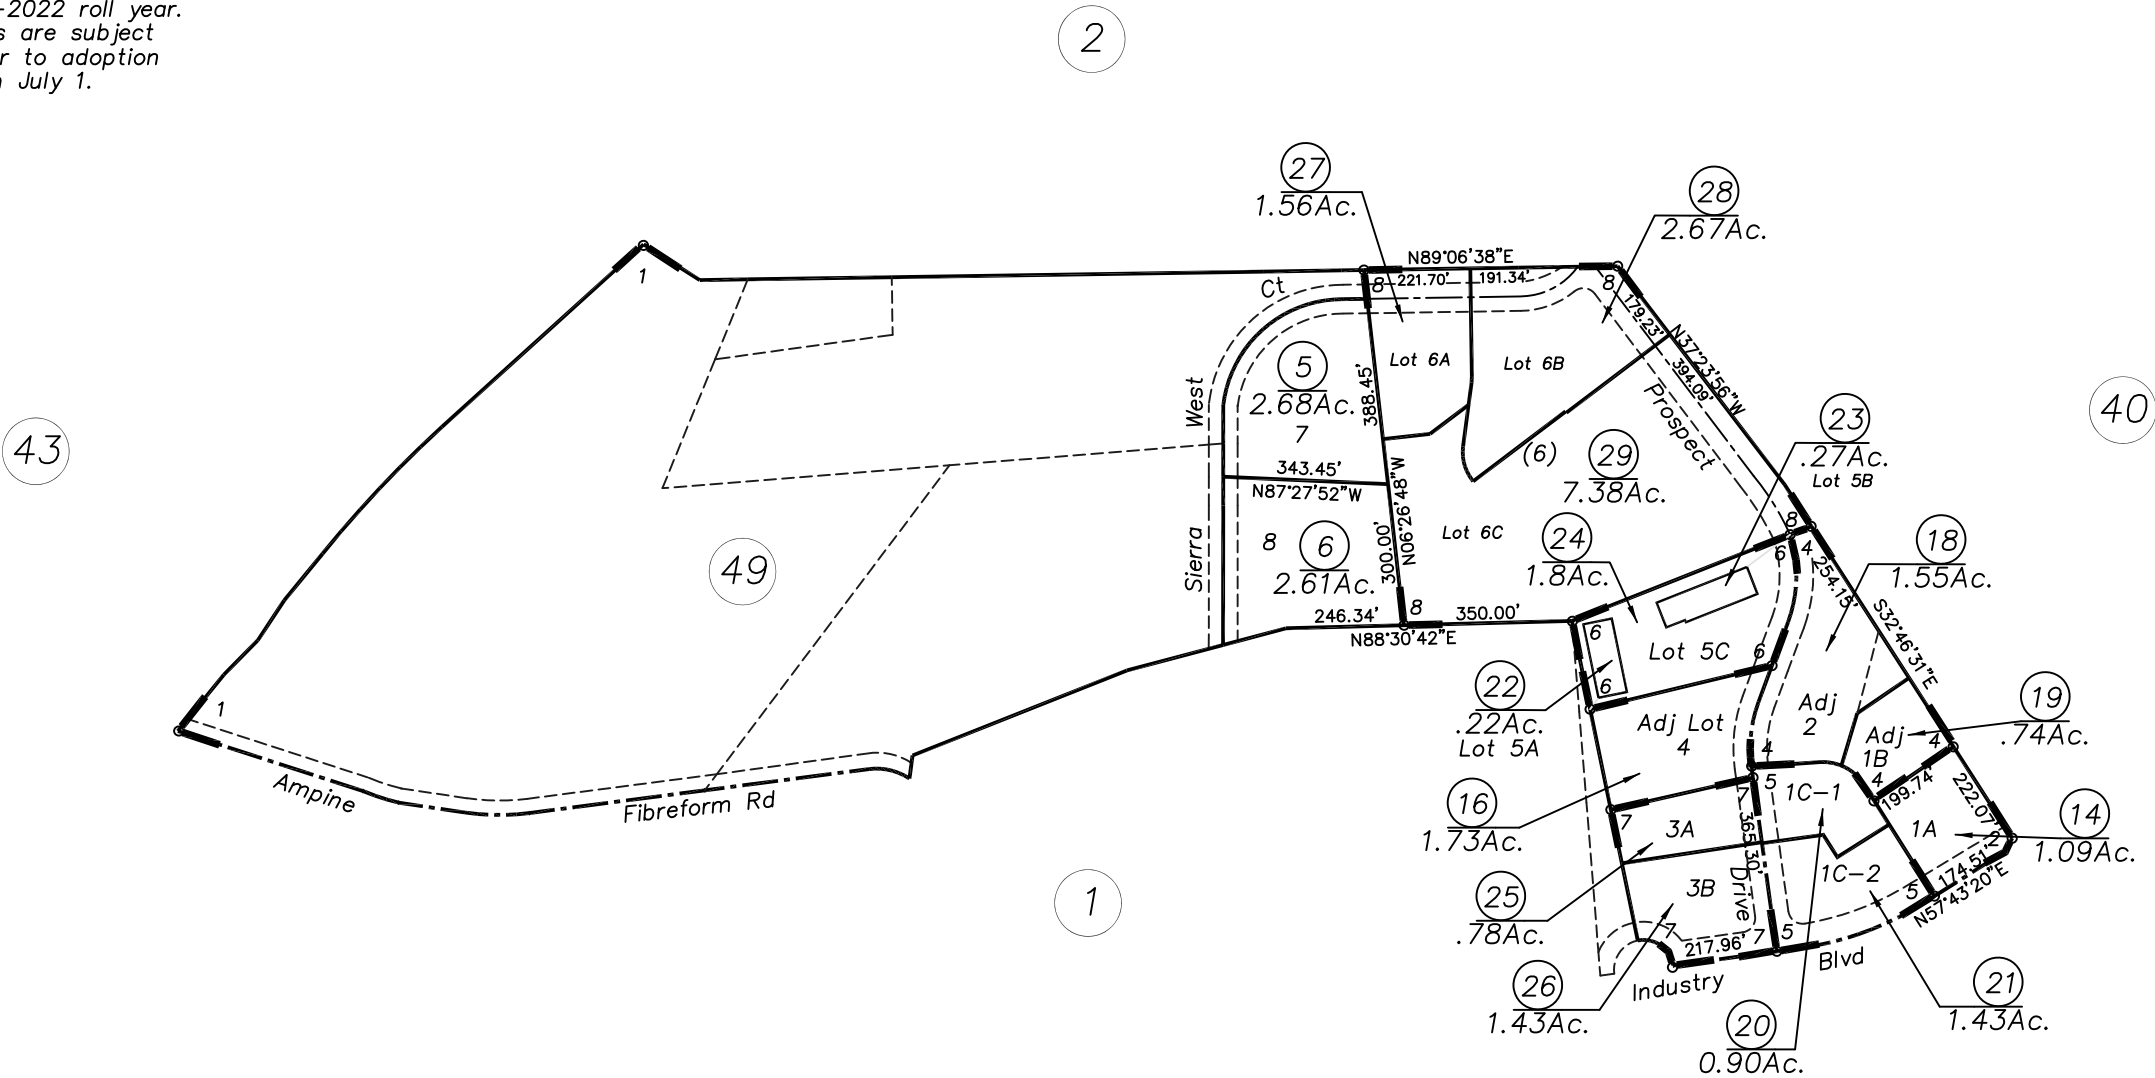 -2022 roll year.
s are subject
r to adoption
July 1.
2
43
40
49
1
1
1
27
1.56Ac.
28
2.67Ac.
N89°06'38"E
221.70'
191.34'
8
8
Ct
West
Sierra
5
2.68Ac.
7
388.45'
Lot 6A
Lot 6B
179.23'
N37°23'56"W
394.09'
Prospect
343.45'
N87°27'52"W
N06°26'48"W
(6)
29
7.38Ac.
23
.27Ac.
Lot 5B
8
6
2.61Ac.
300.00'
Lot 6C
8
246.34'
350.00'
N88°30'42"E
24
1.8Ac.
8
6
4
18
1.55Ac.
254.15'
S32°46'31"E
6
6
6
Lot 5C
22
.22Ac.
Lot 5A
Adj Lot
4
Adj
2
19
.74Ac.
Adj
1B
4
4
4
199.74'
222.07'
16
1.73Ac.
7
7
5
3A
365.30'
1C-1
1A
14
1.09Ac.
2
174.51'
N57°43'20"E
25
.78Ac.
3B
Drive
1C-2
5
7
7
5
217.96'
Industry
Blvd
26
1.43Ac.
20
0.90Ac.
21
1.43Ac.
Ampine
Fibreform Rd